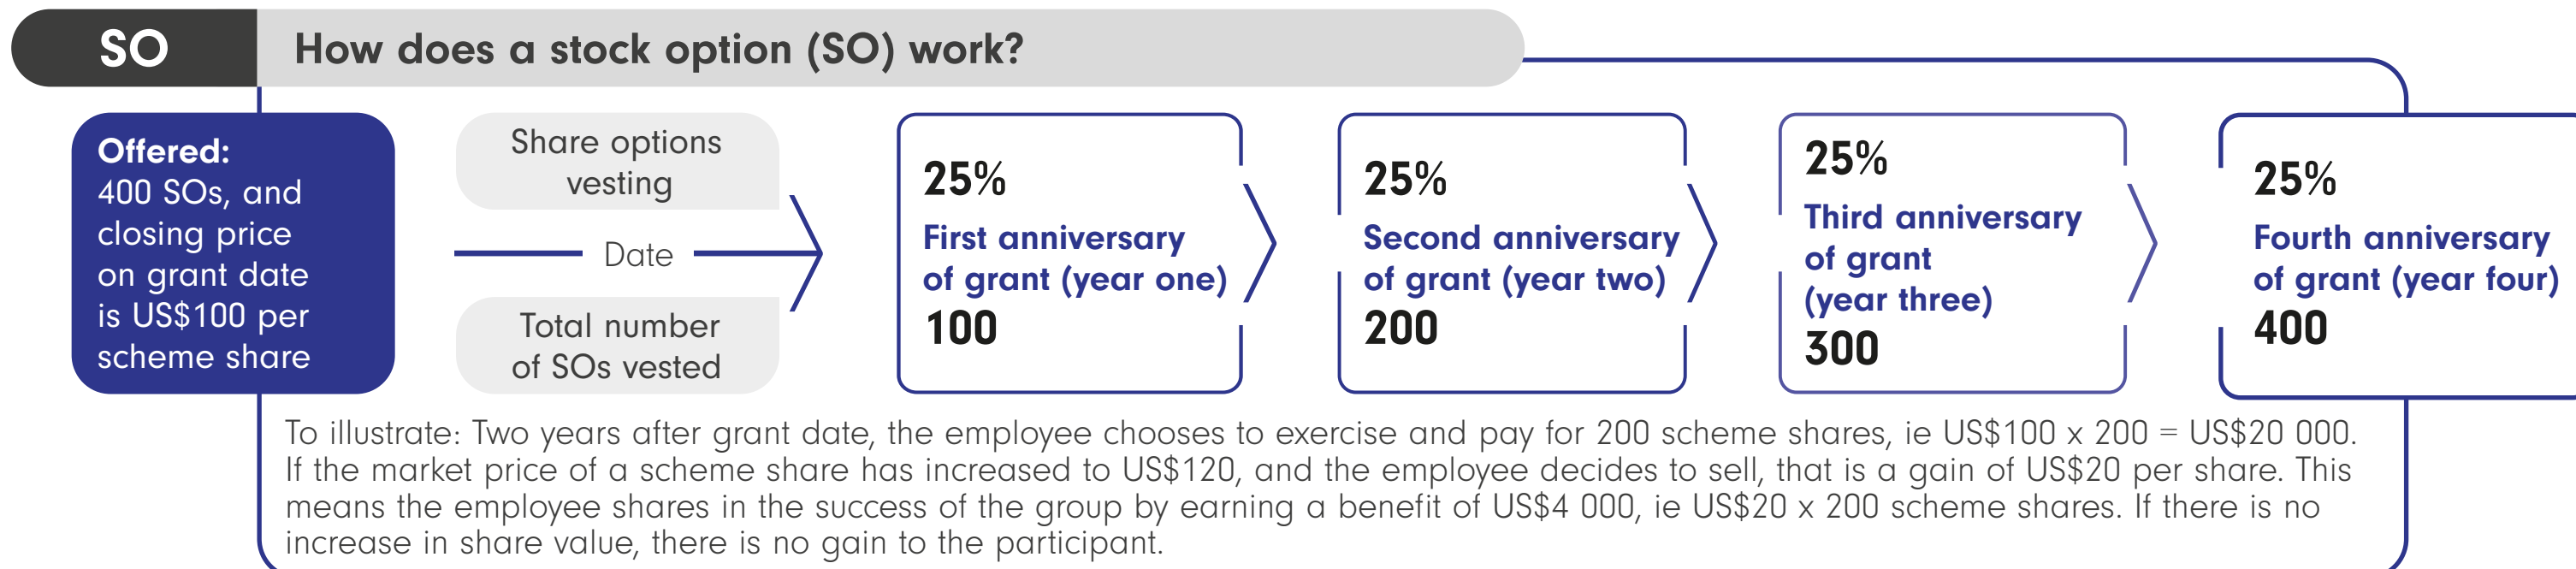 SO
How does a stock option (SO) work?
Offered:
400 SOs, and
closing price
on grant date
is US$100 per
scheme share
Share options
vesting
Date
Total number
of SOs vested
25%
First anniversary
of grant (year one)
100
25%
Second anniversary
of grant (year two)
200
25%
Third anniversary
of grant
(year three)
300
25%
Fourth anniversary
of grant (year four)
400
To illustrate: Two years after grant date, the employee chooses to exercise and pay for 200 scheme shares, ie US$100 x 200 = US$20 000.
If the market price of a scheme share has increased to US$120, and the employee decides to sell, that is a gain of US$20 per share. This
means the employee shares in the success of the group by earning a benefit of US$4 000, ie US$20 x 200 scheme shares. If there is no
increase in share value, there is no gain to the participant.